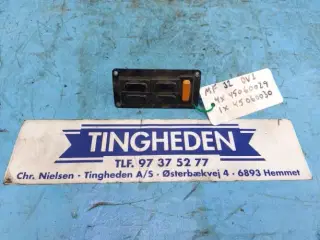 MF 32 DV2
4x 45060029
1x 45060030
TINGHEDEN
TLF. 97 37 52 77
Chr. Nielsen - Tingheden A/S - Østerbækvej 4 - 6893 Hemmet